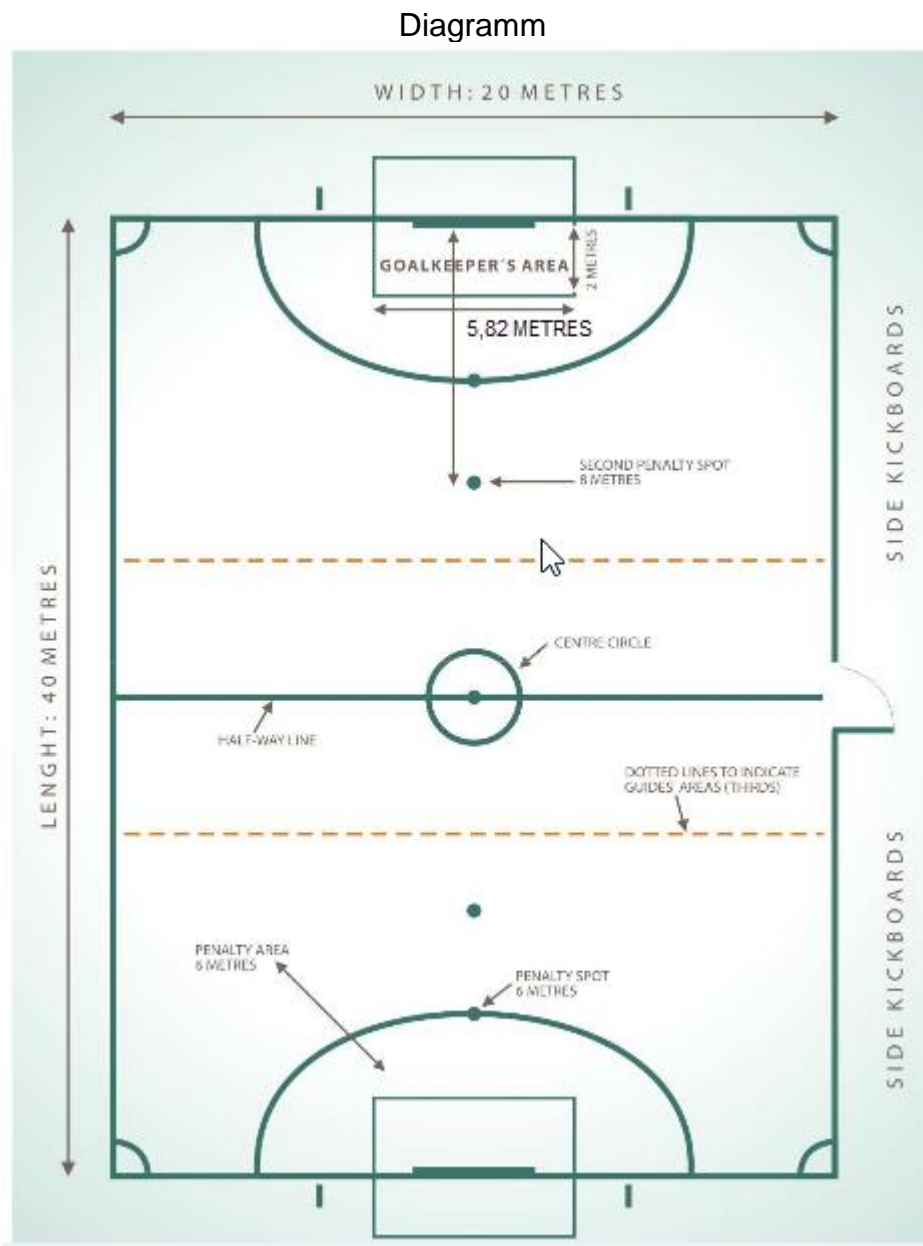 Diagramm
WIDTH: 20 METRES
GOALKEEPER´S AREA
2 METRES
5,82 METRES
SIDE KICKBOARDS
SECOND PENALTY SPOT
8 METRES
LENGHT: 40 METRES
CENTRE CIRCLE
HALF-WAY LINE
DOTTED LINES TO INDICATE
GUIDES AREAS (THIRDS)
SIDE KICKBOARDS
PENALTY AREA
6 METRES
PENALTY SPOT
6 METRES